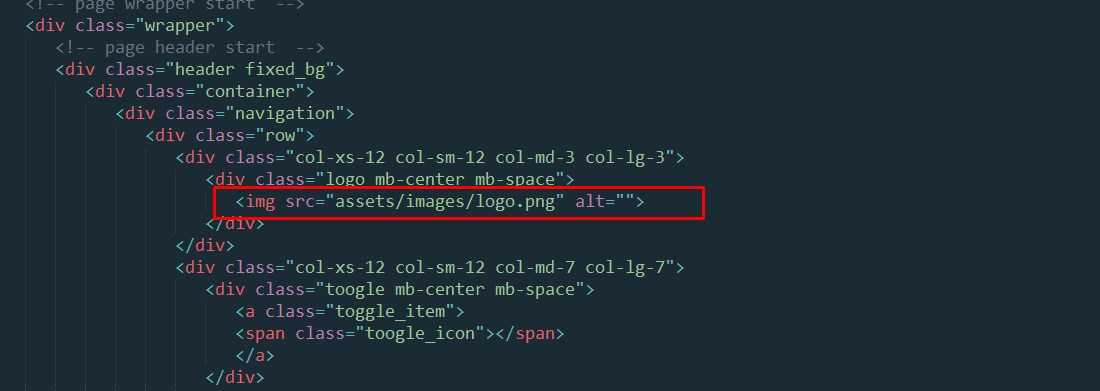 <!-- page wrapper start  -->
<div class="wrapper">
<!-- page header start  -->
<div class="header fixed_bg">
<div class="container">
<div class="navigation">
<div class="row">
<div class="col-xs-12 col-sm-12 col-md-3 col-lg-3">
<div class="logo mb-center mb-space">
<img src="assets/images/logo.png" alt="">
</div>
</div>
<div class="col-xs-12 col-sm-12 col-md-7 col-lg-7">
<div class="toogle mb-center mb-space">
<a class="toggle_item">
<span class="toogle_icon"></span>
</a>
</div>